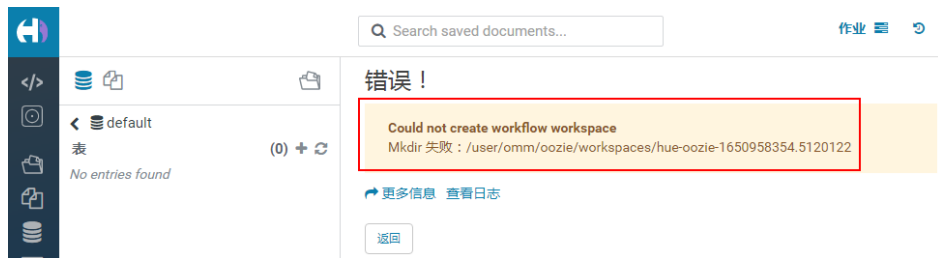 Search saved documents...
作业
default
表
(0)
No entries found
错误！
Could not create workflow workspace
Mkdir 失败：/user/omm/oozie/workspaces/hue-oozie-1650958354.5120122
更多信息 查看日志
返回